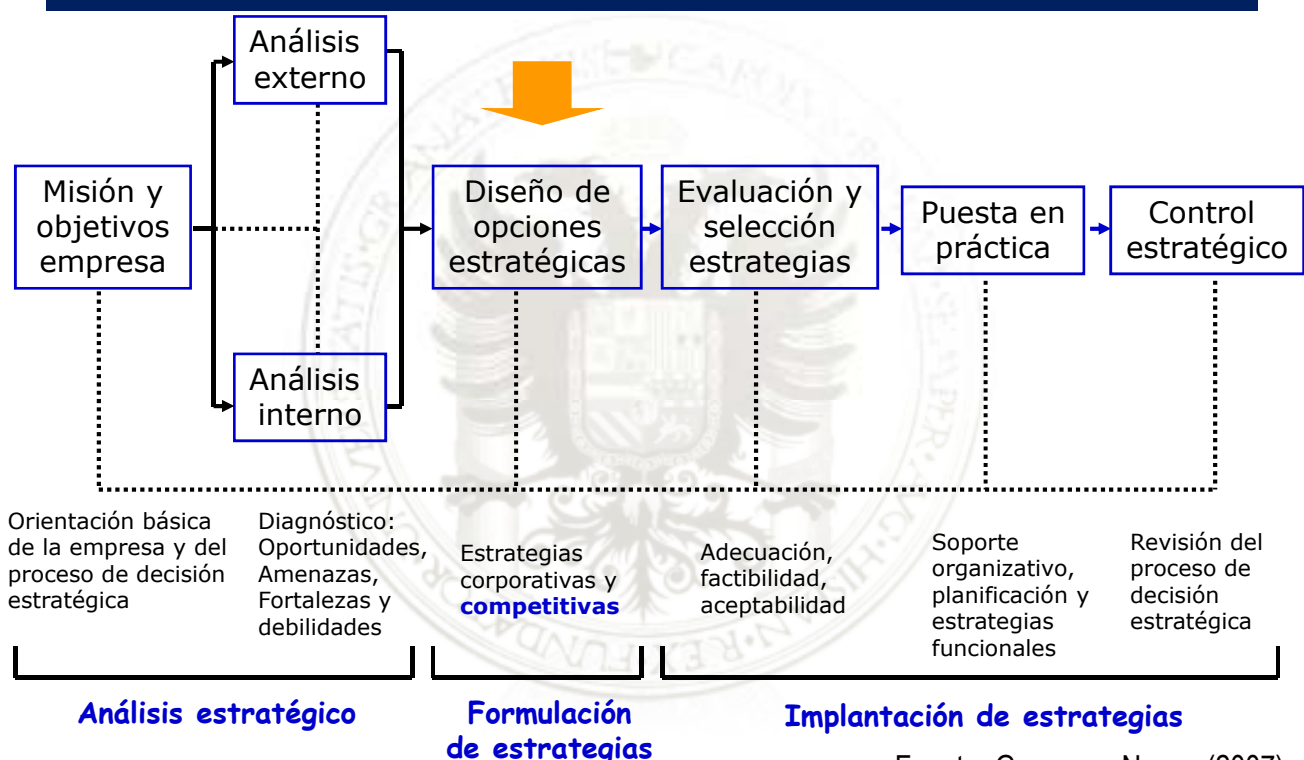 Análisis
externo
Misión y
objetivos
empresa
Análisis
interno
Diseño de
opciones
estratégicas
Evaluación y
selección
estrategias
Puesta en
práctica
Control
estratégico
Orientación básica
de la empresa y del
proceso de decisión
estratégica
Diagnóstico:
Oportunidades,
Amenazas,
Fortalezas y
debilidades
Estrategias
corporativas y
competitivas
Adecuación,
factibilidad,
aceptabilidad
Soporte
organizativo,
planificación y
estrategias
funcionales
Revisión del
proceso de
decisión
estratégica
Análisis estratégico
Formulación
de estrategias
Implantación de estrategias
(2007)